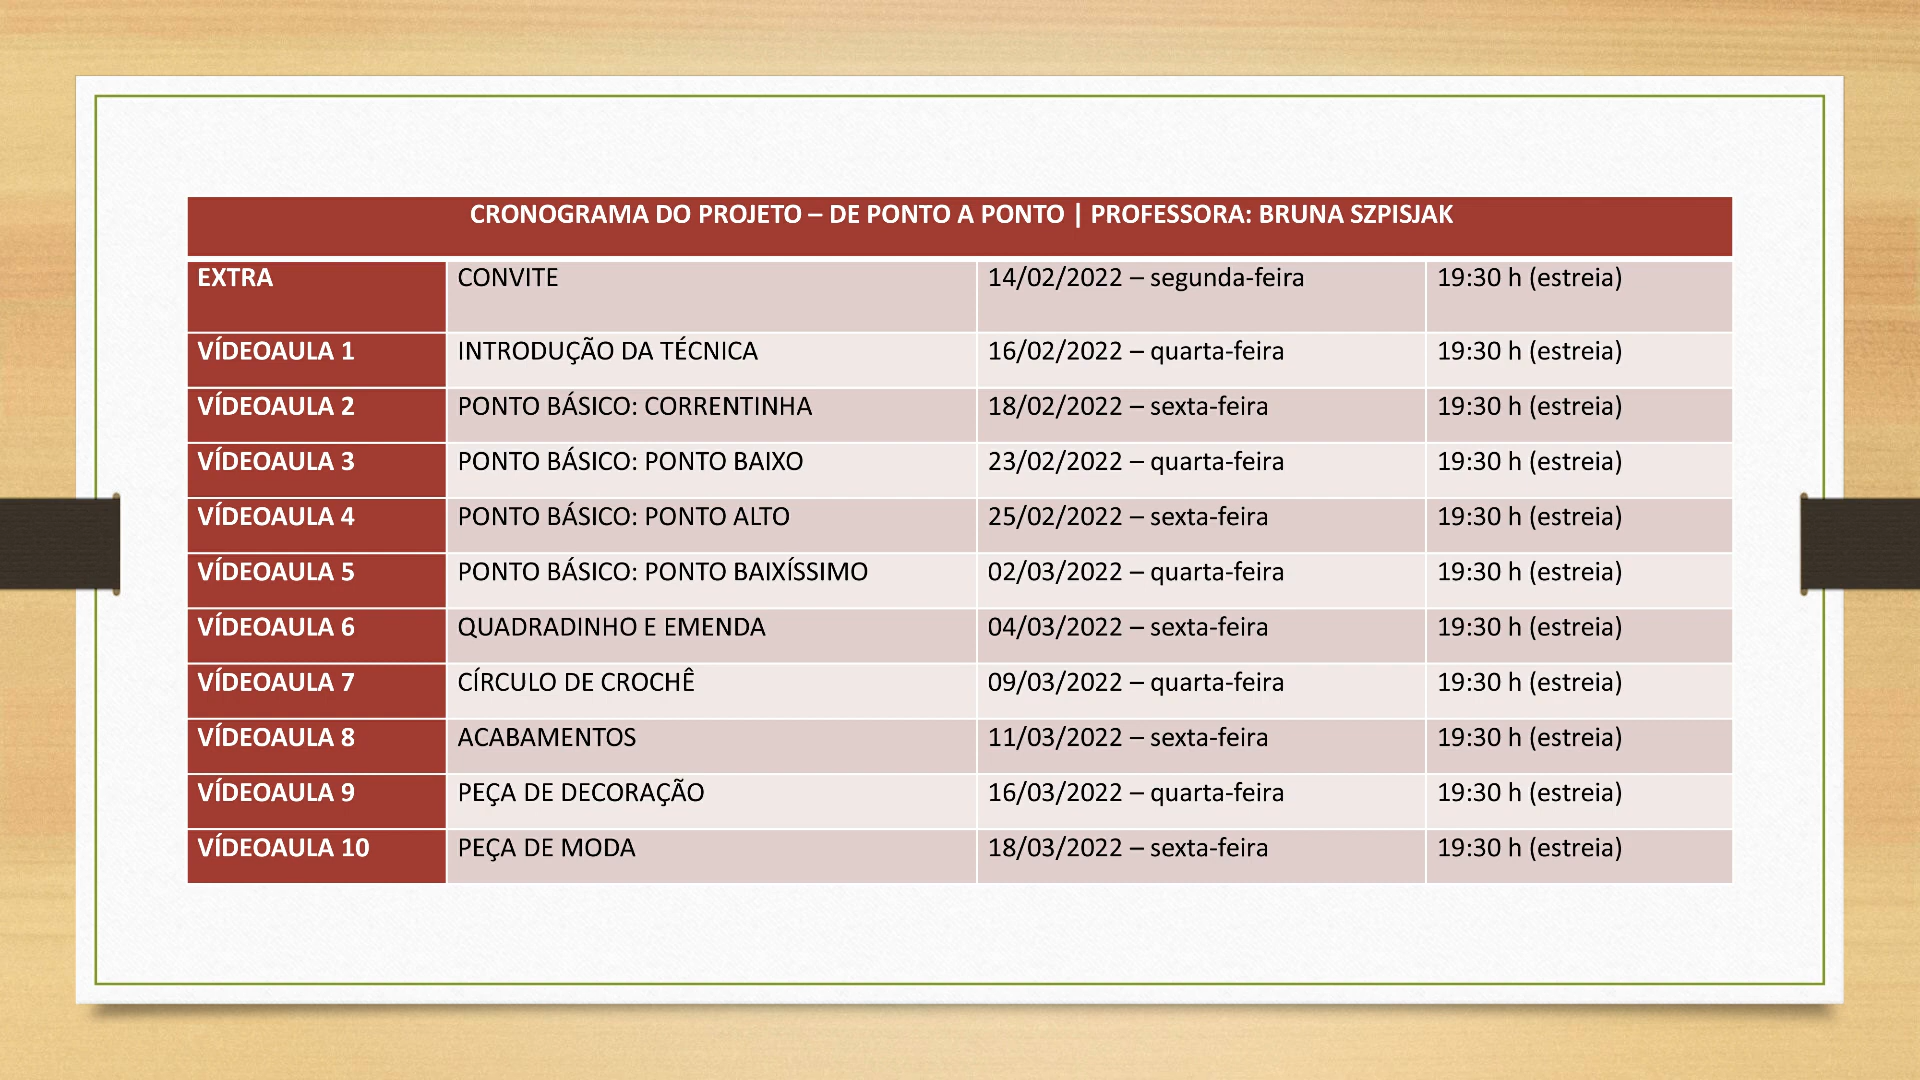 CRONOGRAMA DO PROJETO – DE PONTO A PONTO | PROFESSORA: BRUNA SZPISJAK
EXTRA CONVITE 14/02/2022 – segunda-feira 19:30 h (estreia)
VÍDEOAULA 1 INTRODUÇÃO DA TÉCNICA 16/02/2022 – quarta-feira 19:30 h (estreia)
VÍDEOAULA 2 PONTO BÁSICO: CORRENTINHA 18/02/2022 – sexta-feira 19:30 h (estreia)
VÍDEOAULA 3 PONTO BÁSICO: PONTO BAIXO 23/02/2022 – quarta-feira 19:30 h (estreia)
VÍDEOAULA 4 PONTO BÁSICO: PONTO ALTO 25/02/2022 – sexta-feira 19:30 h (estreia)
VÍDEOAULA 5 PONTO BÁSICO: PONTO BAIXÍSSIMO 02/03/2022 – quarta-feira 19:30 h (estreia)
VÍDEOAULA 6 QUADRADINHO E EMENDA 04/03/2022 – sexta-feira 19:30 h (estreia)
VÍDEOAULA 7 CÍRCULO DE CROCHÊ 09/03/2022 – quarta-feira 19:30 h (estreia)
VÍDEOAULA 8 ACABAMENTOS 11/03/2022 – sexta-feira 19:30 h (estreia)
VÍDEOAULA 9 PEÇA DE DECORAÇÃO 16/03/2022 – quarta-feira 19:30 h (estreia)
VÍDEOAULA 10 PEÇA DE MODA 18/03/2022 – sexta-feira 19:30 h (estreia)